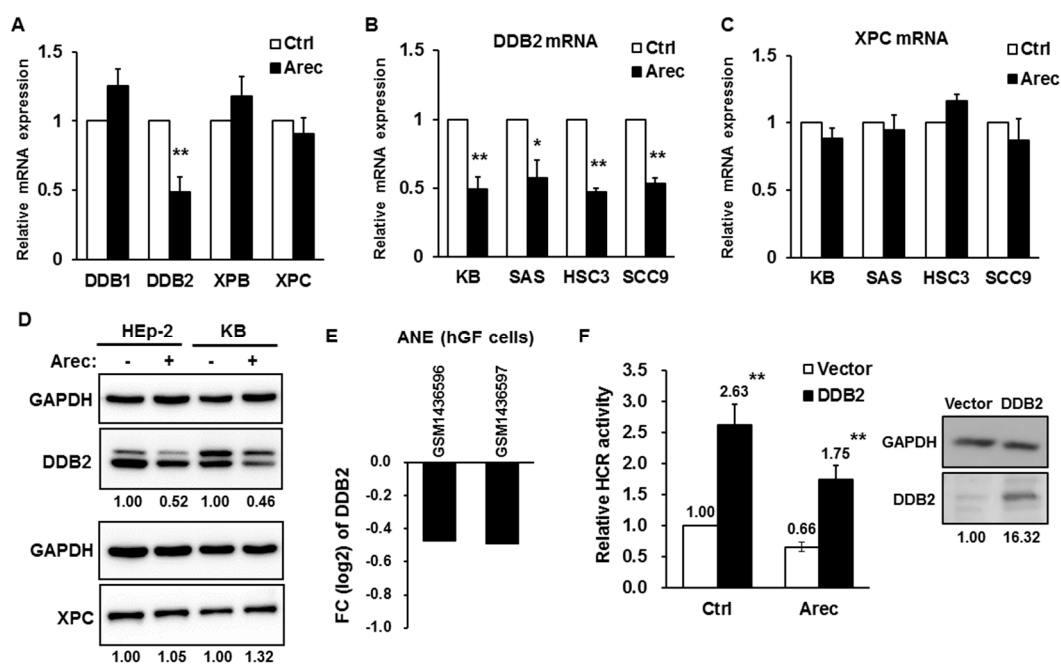 A
Ctrl
Arec
Relative mRNA expression
1.5
1
0.5
0
**
DDB1 DDB2 XPB XPC
B
DDB2 mRNA
Ctrl
Arec
Relative mRNA expression
1.5
1
0.5
0
** * ** **
KB SAS HSC3 SCC9
C
XPC mRNA
Ctrl
Arec
Relative mRNA expression
1.5
1
0.5
0
KB SAS HSC3 SCC9
D
HEp-2 KB
Arec: - + - +
GAPDH
DDB2
1.00 0.52 1.00 0.46
GAPDH
XPC
1.00 1.05 1.00 1.32
E
ANE (hGF cells)
GSM1436596
GSM1436597
FC (log2) of DDB2
0.0
-0.2
-0.4
-0.6
-0.8
-1.0
F
Vector
DDB2
Relative HCR activity
3.5
3.0
2.5
2.0
1.5
1.0
0.5
0.0
1.00 2.63 **
0.66 1.75 **
Ctrl Arec
Vector DDB2
GAPDH
DDB2
1.00 16.32